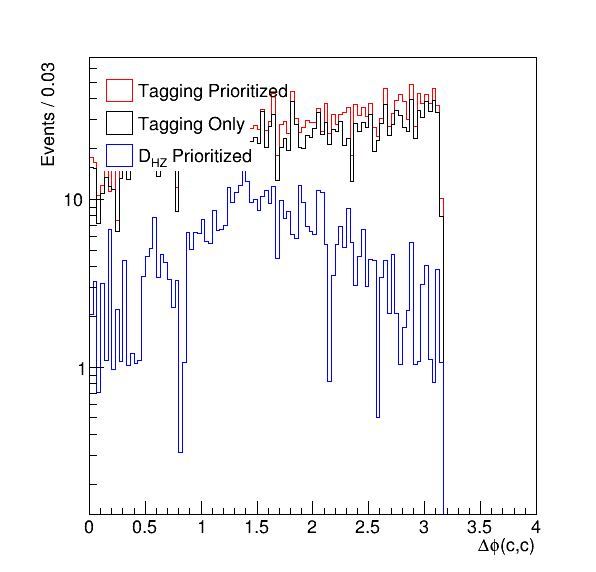 Events / 0.03
Tagging Prioritized
Tagging Only
D_HZ Prioritized
10
1
0 0.5 1 1.5 2 2.5 3 3.5 4
Δϕ(c,c)